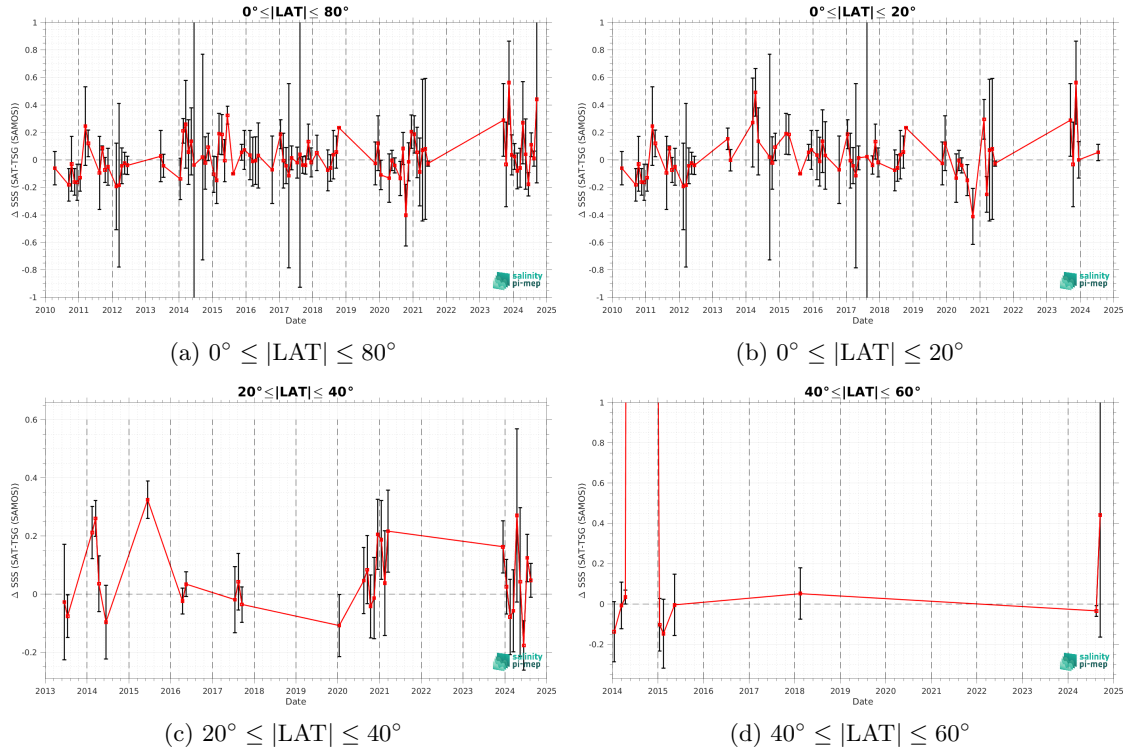 0°≤|LAT|≤ 80°
1
0.8
0.6
0.4
0.2
0
-0.2
-0.4
-0.6
-0.8
-1
Δ SSS (SAT-TSG (SAMOS))
2010 2011 2012 2013 2014 2015 2016 2017 2018 2019 2020 2021 2022 2023 2024 2025
Date
salinity
pi-mep
(a) 0° ≤ |LAT| ≤ 80°
0°≤|LAT|≤ 20°
1
0.8
0.6
0.4
0.2
0
-0.2
-0.4
-0.6
-0.8
-1
Δ SSS (SAT-TSG (SAMOS))
2010 2011 2012 2013 2014 2015 2016 2017 2018 2019 2020 2021 2022 2023 2024 2025
Date
salinity
pi-mep
(b) 0° ≤ |LAT| ≤ 20°
20°≤|LAT|≤ 40°
0.6
0.4
0.2
0
-0.2
Δ SSS (SAT-TSG (SAMOS))
2013 2014 2015 2016 2017 2018 2019 2020 2021 2022 2023 2024 2025
Date
salinity
pi-mep
(c) 20° ≤ |LAT| ≤ 40°
40°≤|LAT|≤ 60°
1
0.8
0.6
0.4
0.2
0
-0.2
Δ SSS (SAT-TSG (SAMOS))
2014 2015 2016 2017 2018 2019 2020 2021 2022 2023 2024 2025
Date
salinity
pi-mep
(d) 40° ≤ |LAT| ≤ 60°